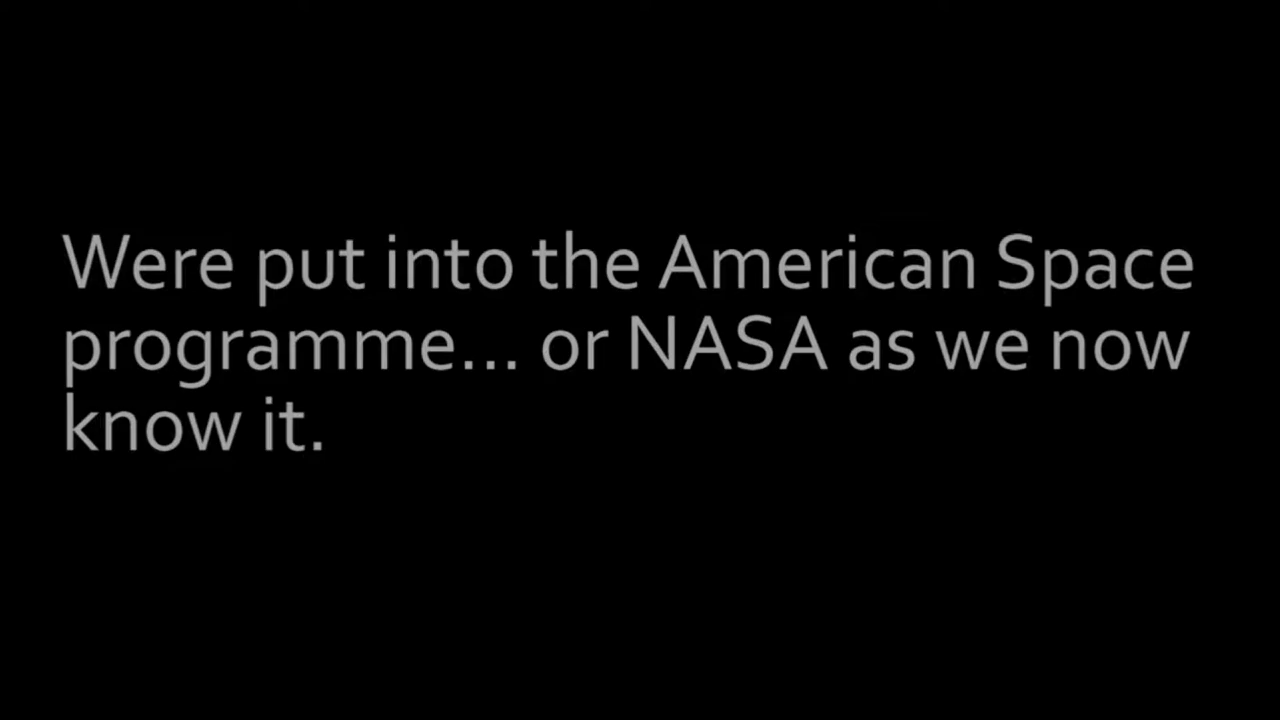 Were put into the American Space
programme... or NASA as we now
know it.